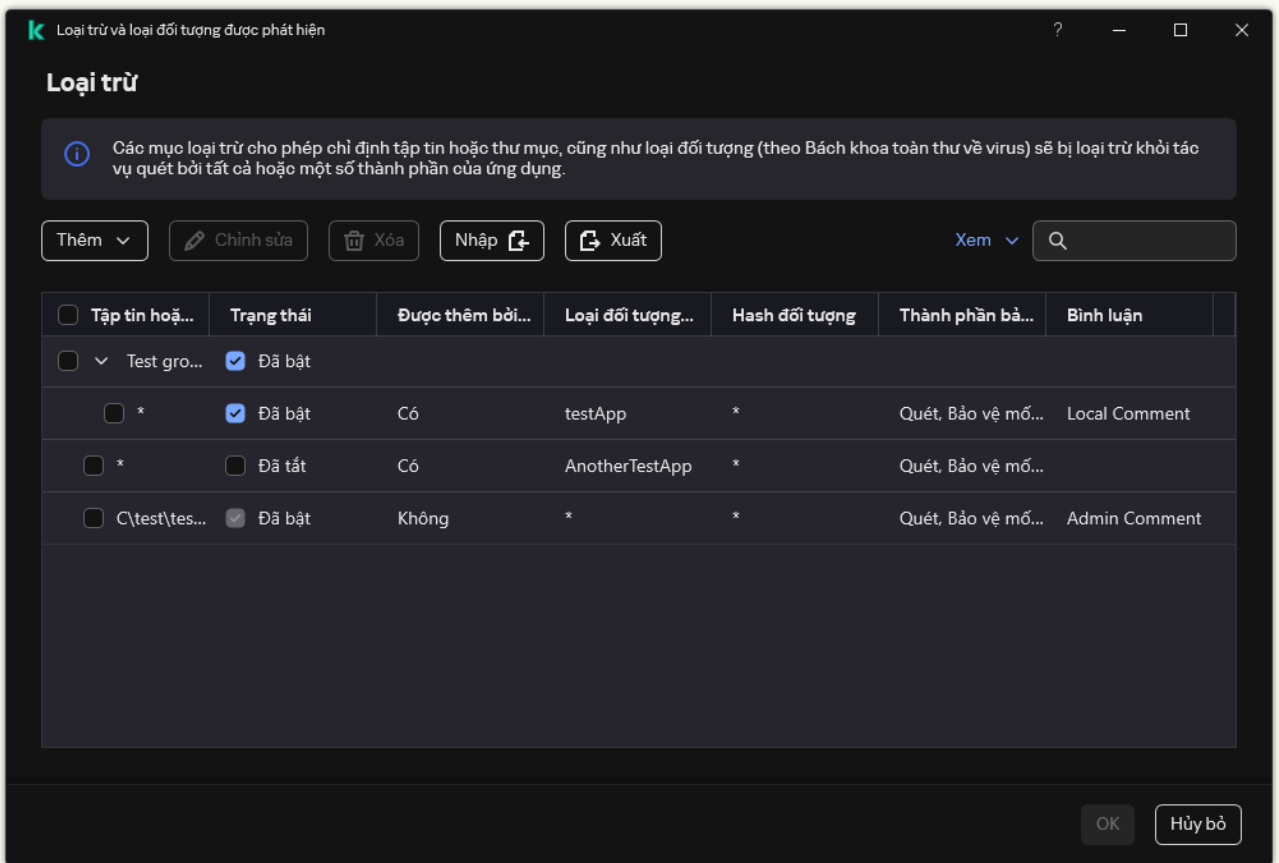 Loại trừ và loại đối tượng được phát hiện
Loại trừ
Các mục loại trừ cho phép chỉ định tập tin hoặc thư mục, cũng như loại đối tượng (theo Bách khoa toàn thư về virus) sẽ bị loại trừ khỏi tác
vụ quét bởi tất cả hoặc một số thành phần của ứng dụng.
Thêm Chỉnh sửa Xóa Nhập Xuất Xem
Tập tin hoặ... Trạng thái Được thêm bởi... Loại đối tượng... Hash đối tượng Thành phần bả... Bình luận
Test gro... Đã bật
* Đã bật Có testApp * Quét, Bảo vệ mố... Local Comment
* Đã tắt Có AnotherTestApp * Quét, Bảo vệ mố...
C\test\tes... Đã bật Không * * Quét, Bảo vệ mố... Admin Comment
OK Hủy bỏ